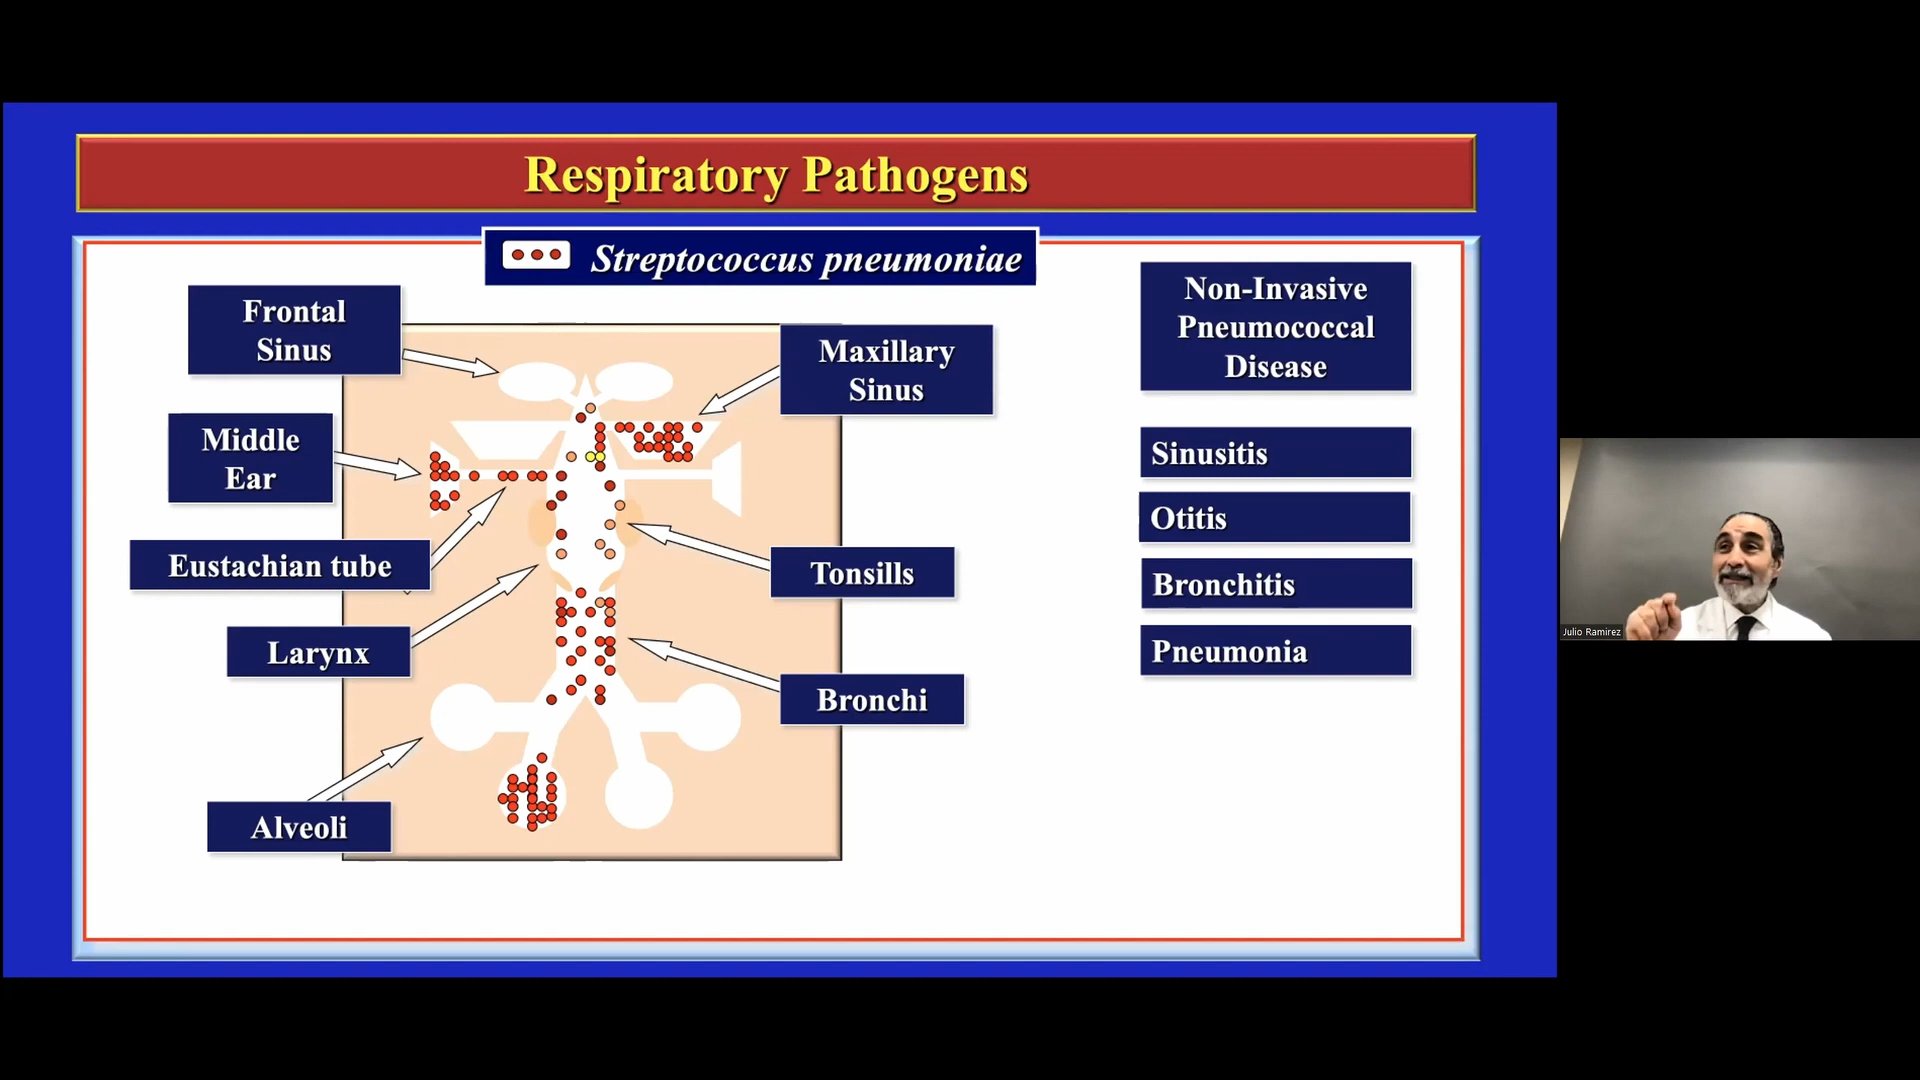 Respiratory Pathogens
Streptococcus pneumoniae
Frontal
Sinus
Maxillary
Sinus
Middle
Ear
Eustachian tube
Tonsills
Larynx
Bronchi
Alveoli
Non-Invasive
Pneumococcal
Disease
Sinusitis
Otitis
Bronchitis
Pneumonia
Julio Ramirez